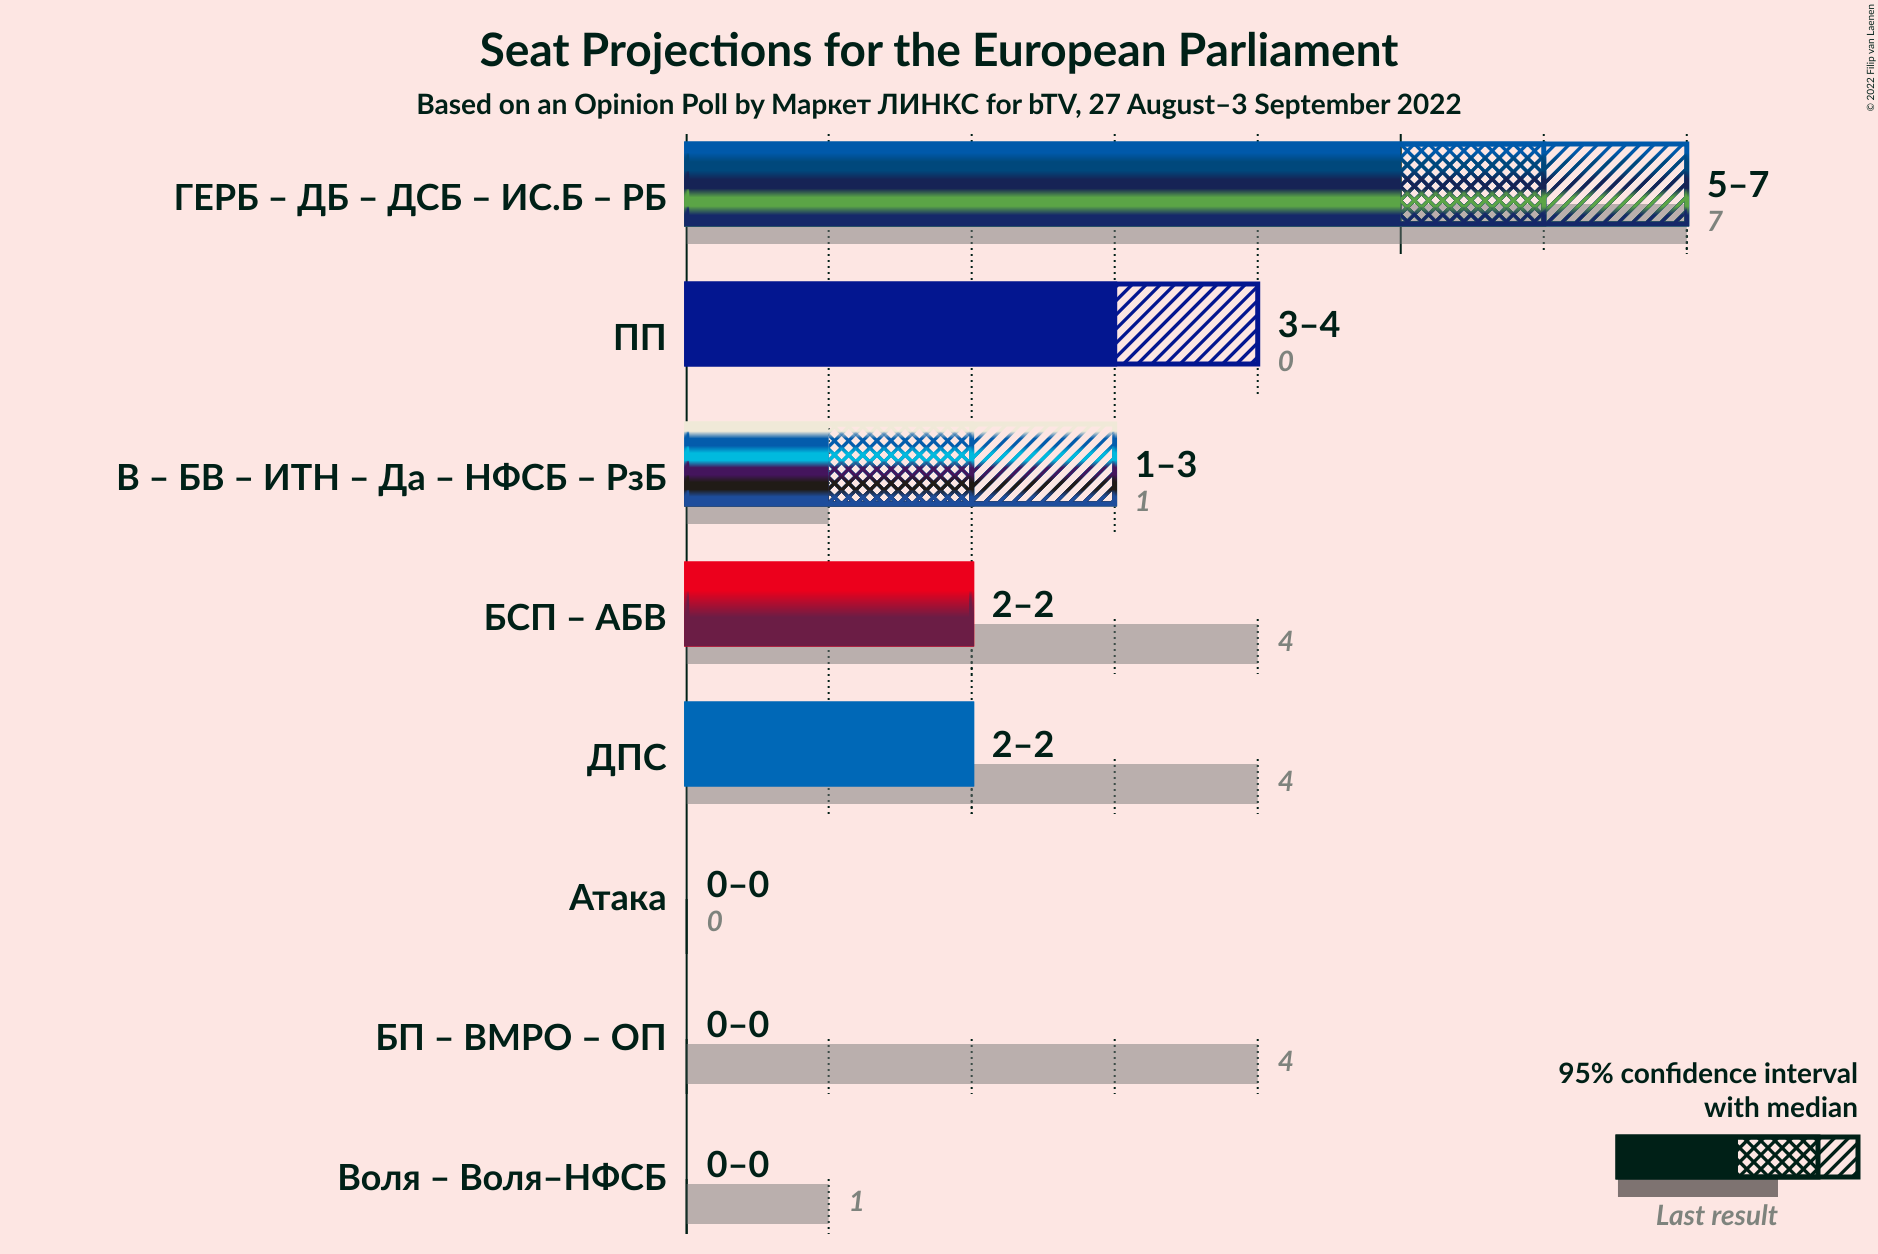 Seat Projections for the European Parliament
Based on an Opinion Poll by Маркет ЛИНКС for bTV, 27 August–3 September 2022
© 2022 Filip van Laenen
ГЕРБ – ДБ – ДСБ – ИС.Б – РБ
5–7
7
ПП
3–4
0
В – БВ – ИТН – Да – НФСБ – РзБ
1–3
1
БСП – АБВ
2–2
4
ДПС
2–2
4
Атака
0–0
0
БП – ВМРО – ОП
0–0
4
Воля – Воля–НФСБ
0–0
1
95% confidence interval
with median
Last result